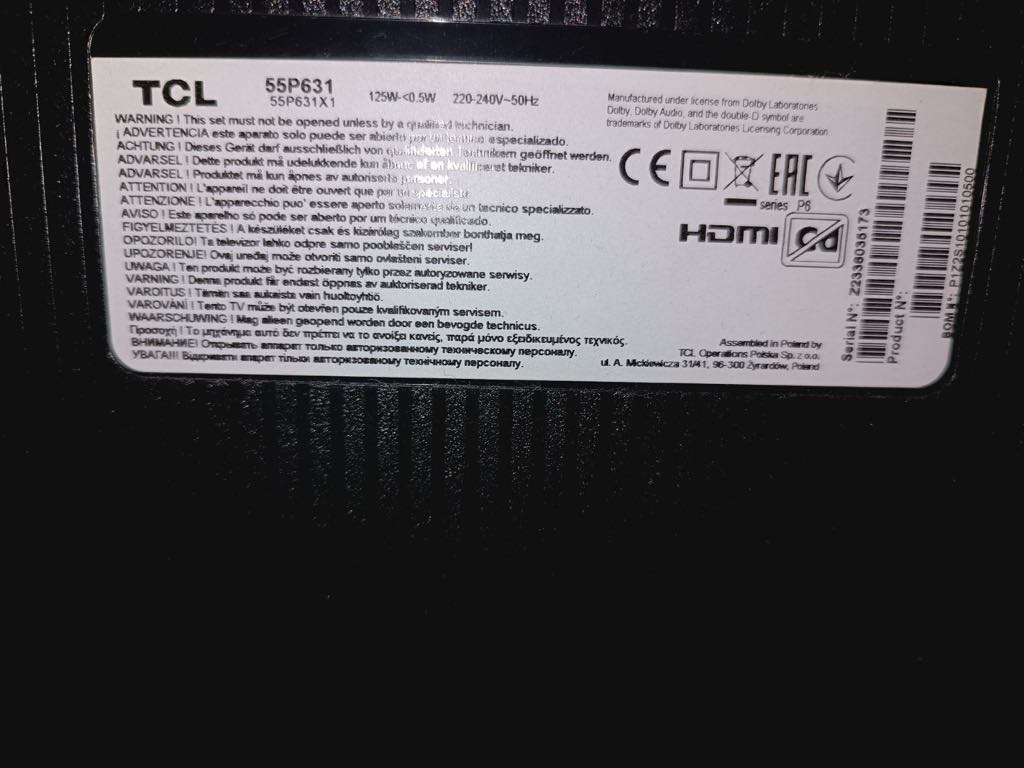 TCL
55P631
55P631X1
125W-<0.5W 220-240V~50Hz
Manufactured under license from Dolby Laboratories
Dolby, Dolby Audio, and the double-D symbol are
trademarks of Dolby Laboratories Licensing Corporation
WARNING ! This set must not be opened unless by a qualified technician.
¡ ADVERTENCIA este aparato solo puede ser abierto por un técnico especializado.
ACHTUNG ! Dieses Gerät darf ausschließlich von qualifizierten Technikern geöffnet werden.
ADVARSEL ! Dette produkt må udelukkende kun åbnes af en kvalificeret tekniker.
ADVARSEL ! Produktet må kun åpnes av autoriserte personer.
ATTENTION ! L'appareil ne doit être ouvert que par un spécialiste
ATTENZIONE ! L'apparecchio puo' essere aperto solamente da un tecnico specializzato.
AVISO ! Este aparelho só pode ser aberto por um técnico qualificado.
FIGYELMEZTETÉS ! A készüléket csak és kizárólag szakember bonthatja meg.
OPOZORILO! Ta televizor lahko odpre samo pooblaščen serviser!
UPOZORENJE! Ovaj uređaj može otvoriti samo ovlašteni serviser.
UWAGA ! Ten produkt może być rozbierany tylko przez autoryzowane serwisy.
VARNING ! Denna produkt får endast öppnas av auktoriserad tekniker.
VAROITUS ! Tämän saa aukaista vain huoltoyhtiö.
VAROVÁNÍ ! Tento TV může být otevřen pouze kvalifikovaným servisem.
WAARSCHUWING ! Mag alleen geopend worden door een bevoegde technicus.
Προσοχή ! Το μηχάνημα αυτό δεν πρέπει να το ανοίξει κανείς, παρά μόνο εξειδικευμένος τεχνικός.
ВНИМАНИЕ! Открывать аппарат только авторизованному техническому персоналу.
УВАГА!!! Відкривати апарат тільки авторизованому технічному персоналу.
CE
EAC
series P6
HDMI
Assembled in Poland by
TCL Operations Polska Sp. z o.o.
ul. A. Mickiewicza 31/41, 96-300 Żyrardów, Poland
Serial N°: Z2338036173
Product N°:
BOM N°: P17Z2S10101010500